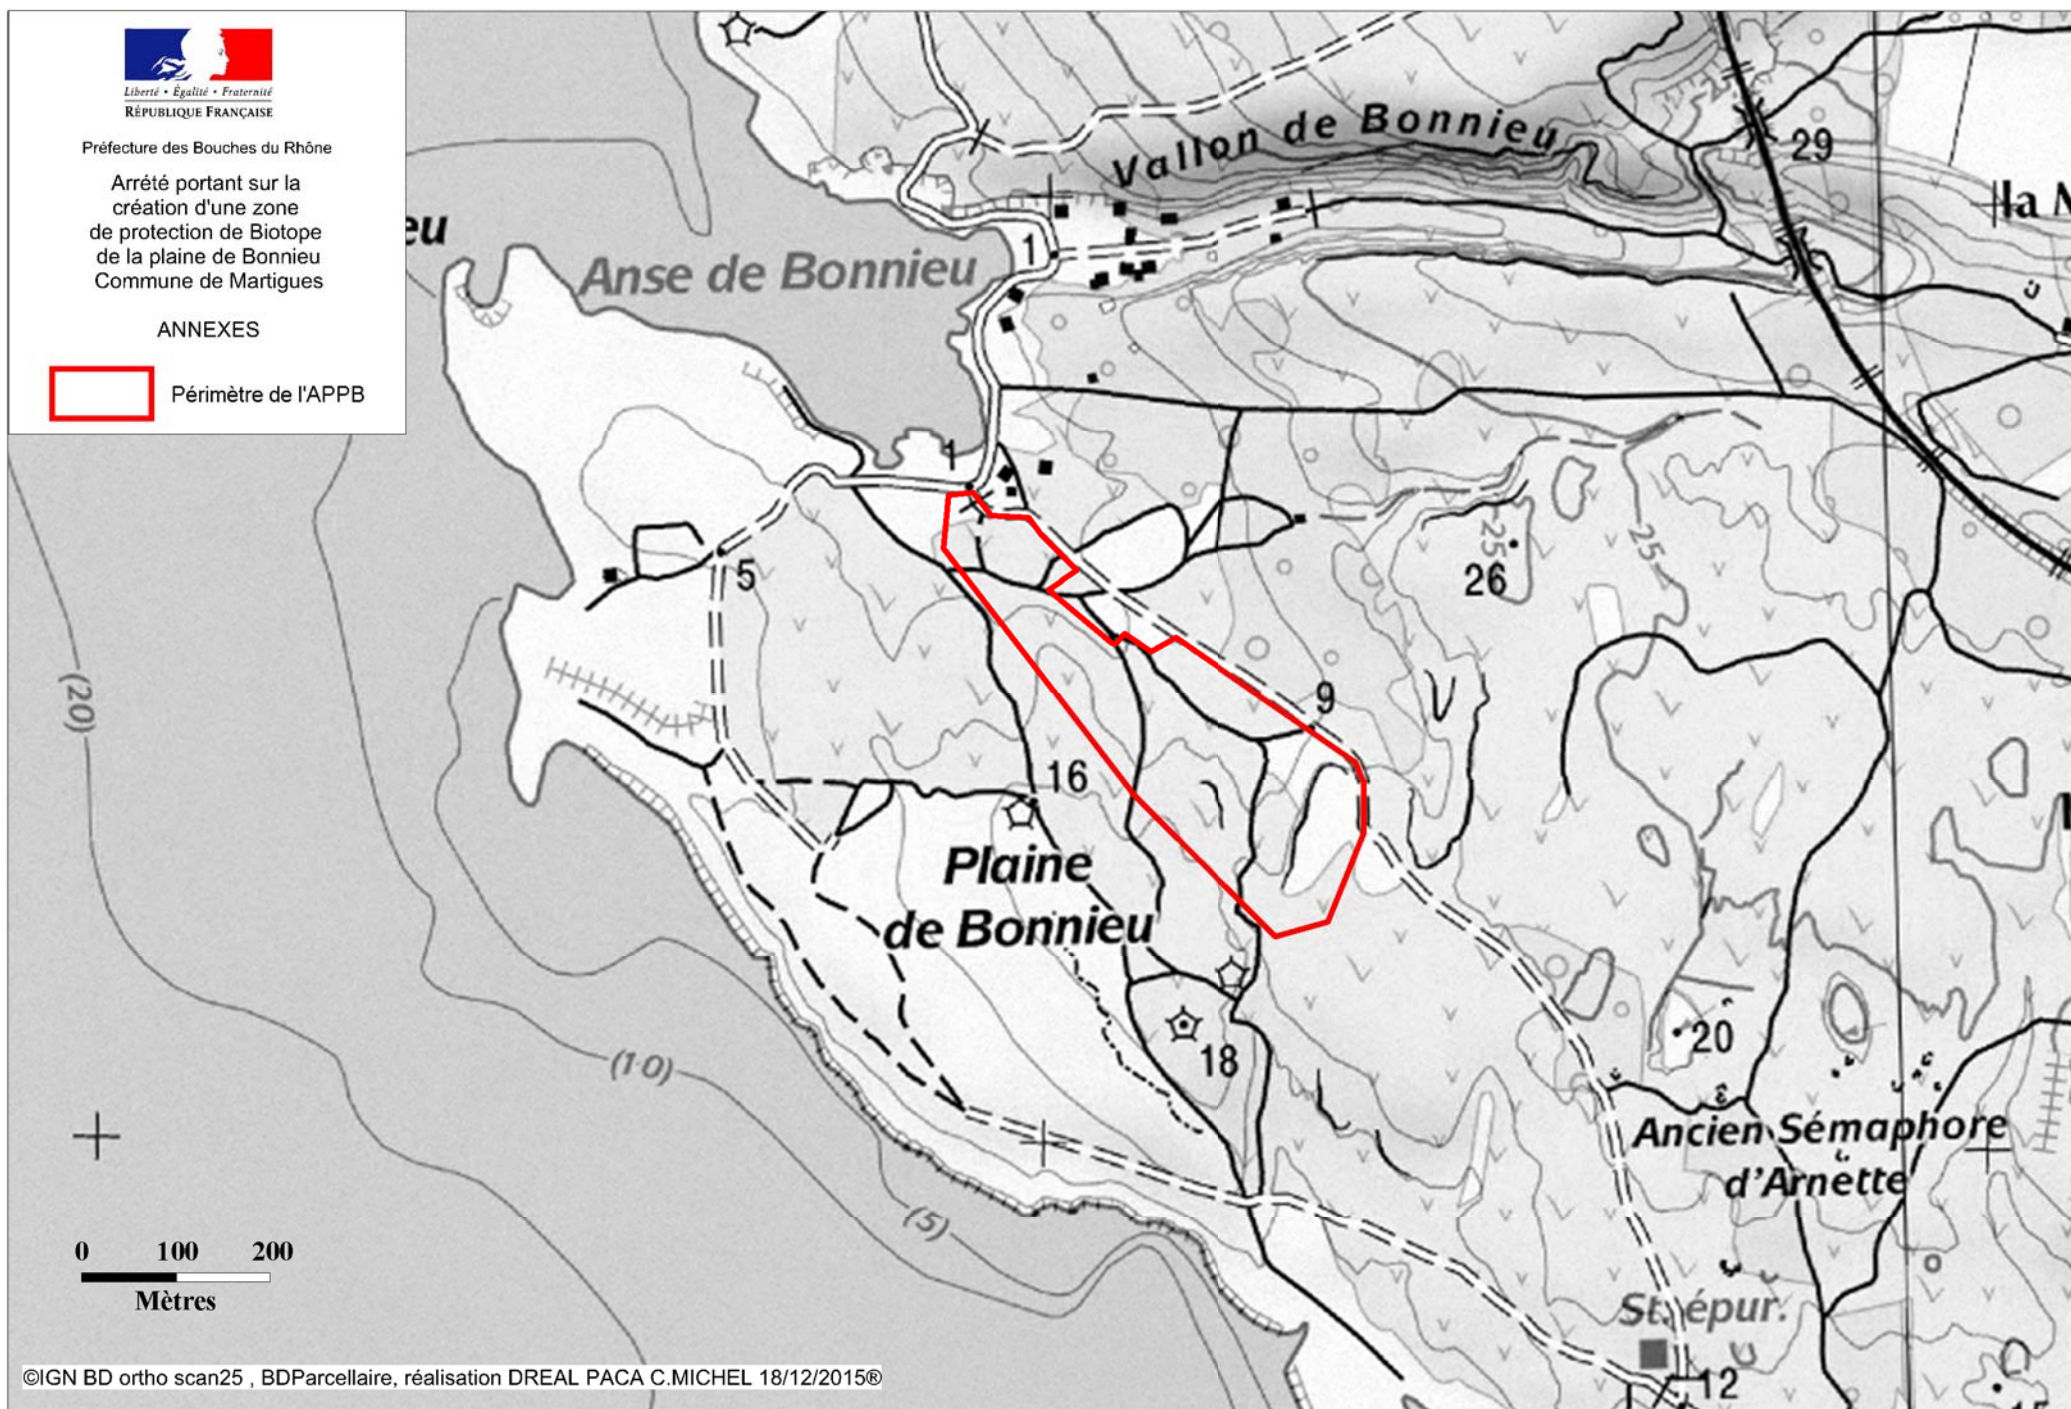 Liberté • Égalité • Fraternité
RÉPUBLIQUE FRANÇAISE
Préfecture des Bouches du Rhône
Arrété portant sur la
création d'une zone
de protection de Biotope
de la plaine de Bonnieu
Commune de Martigues
ANNEXES
Périmètre de l'APPB
eu
Anse de Bonnieu
Vallon de Bonnieu
29
la M
1
1
5
26
25
25
9
16
(20)
Plaine
de Bonnieu
18
20
(10)
Ancien Sémaphore
d'Arnette
(5)
0 100 200
Mètres
St. épur.
12
©IGN BD ortho scan25 , BDParcellaire, réalisation DREAL PACA C.MICHEL 18/12/2015®